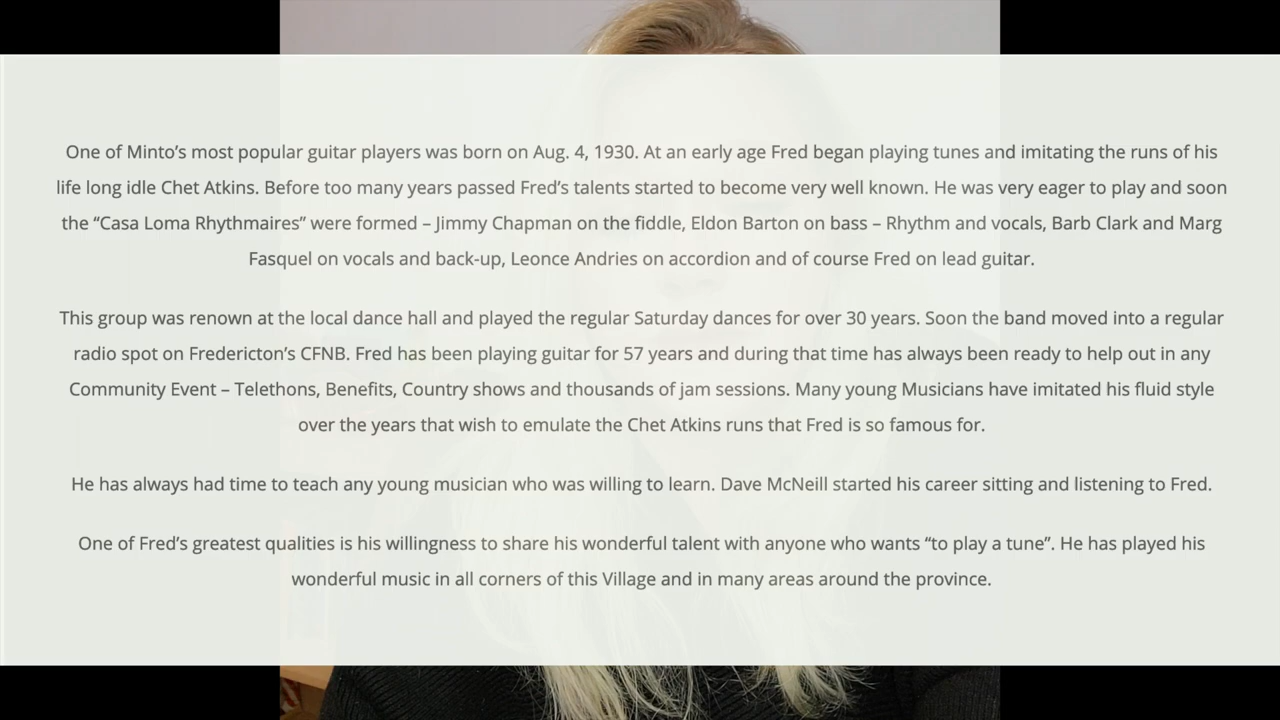 One of Minto’s most popular guitar players was born on Aug. 4, 1930. At an early age Fred began playing tunes and imitating the runs of his
life long idle Chet Atkins. Before too many years passed Fred’s talents started to become very well known. He was very eager to play and soon
the “Casa Loma Rhythmaires” were formed – Jimmy Chapman on the fiddle, Eldon Barton on bass – Rhythm and vocals, Barb Clark and Marg
Fasquel on vocals and back-up, Leonce Andries on accordion and of course Fred on lead guitar.
This group was renown at the local dance hall and played the regular Saturday dances for over 30 years. Soon the band moved into a regular
radio spot on Fredericton’s CFNB. Fred has been playing guitar for 57 years and during that time has always been ready to help out in any
Community Event – Telethons, Benefits, Country shows and thousands of jam sessions. Many young Musicians have imitated his fluid style
over the years that wish to emulate the Chet Atkins runs that Fred is so famous for.
He has always had time to teach any young musician who was willing to learn. Dave McNeill started his career sitting and listening to Fred.
One of Fred’s greatest qualities is his willingness to share his wonderful talent with anyone who wants “to play a tune”. He has played his
wonderful music in all corners of this Village and in many areas around the province.